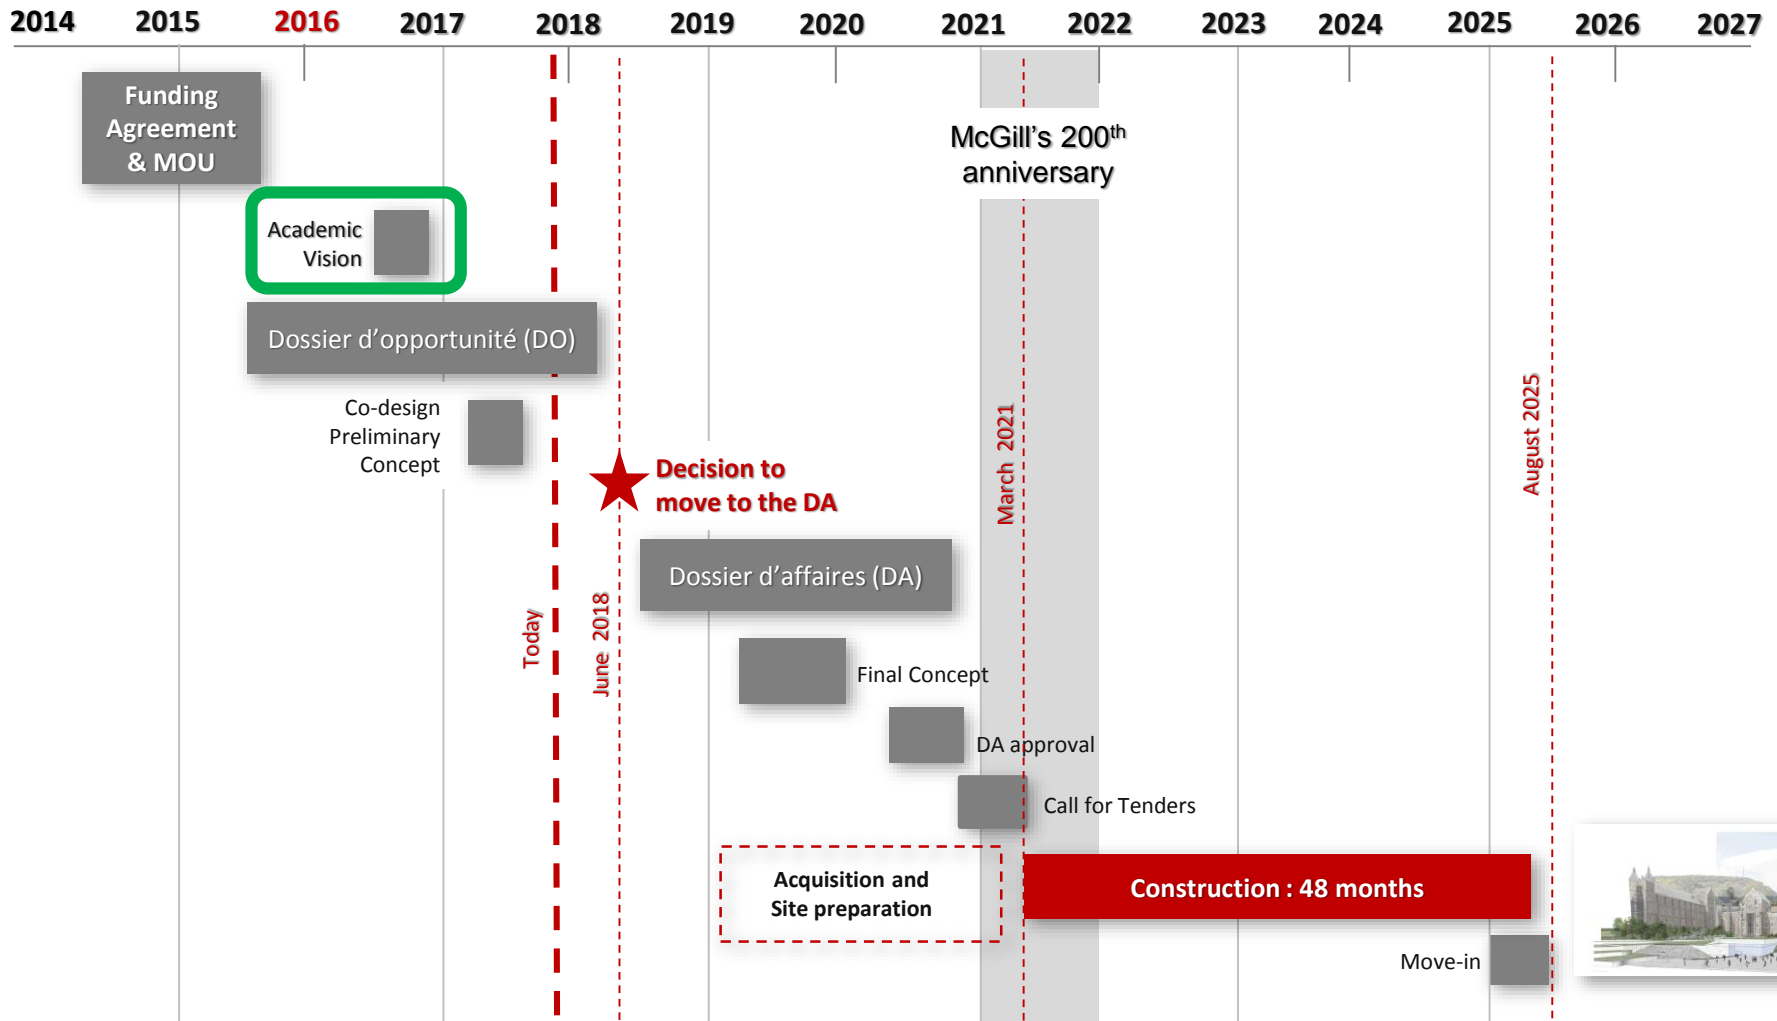 2014 2015 2016 2017 2018 2019 2020 2021 2022 2023 2024 2025 2026 2027
Funding
Agreement
& MOU
McGill's 200th
anniversary
Academic
Vision
Dossier d'opportunité (DO)
Co-design
Preliminary
Concept
Decision to
move to the DA
March 2021
August 2025
Dossier d'affaires (DA)
Today
June 2018
Final Concept
DA approval
Call for Tenders
Acquisition and
Site preparation
Construction : 48 months
Move-in